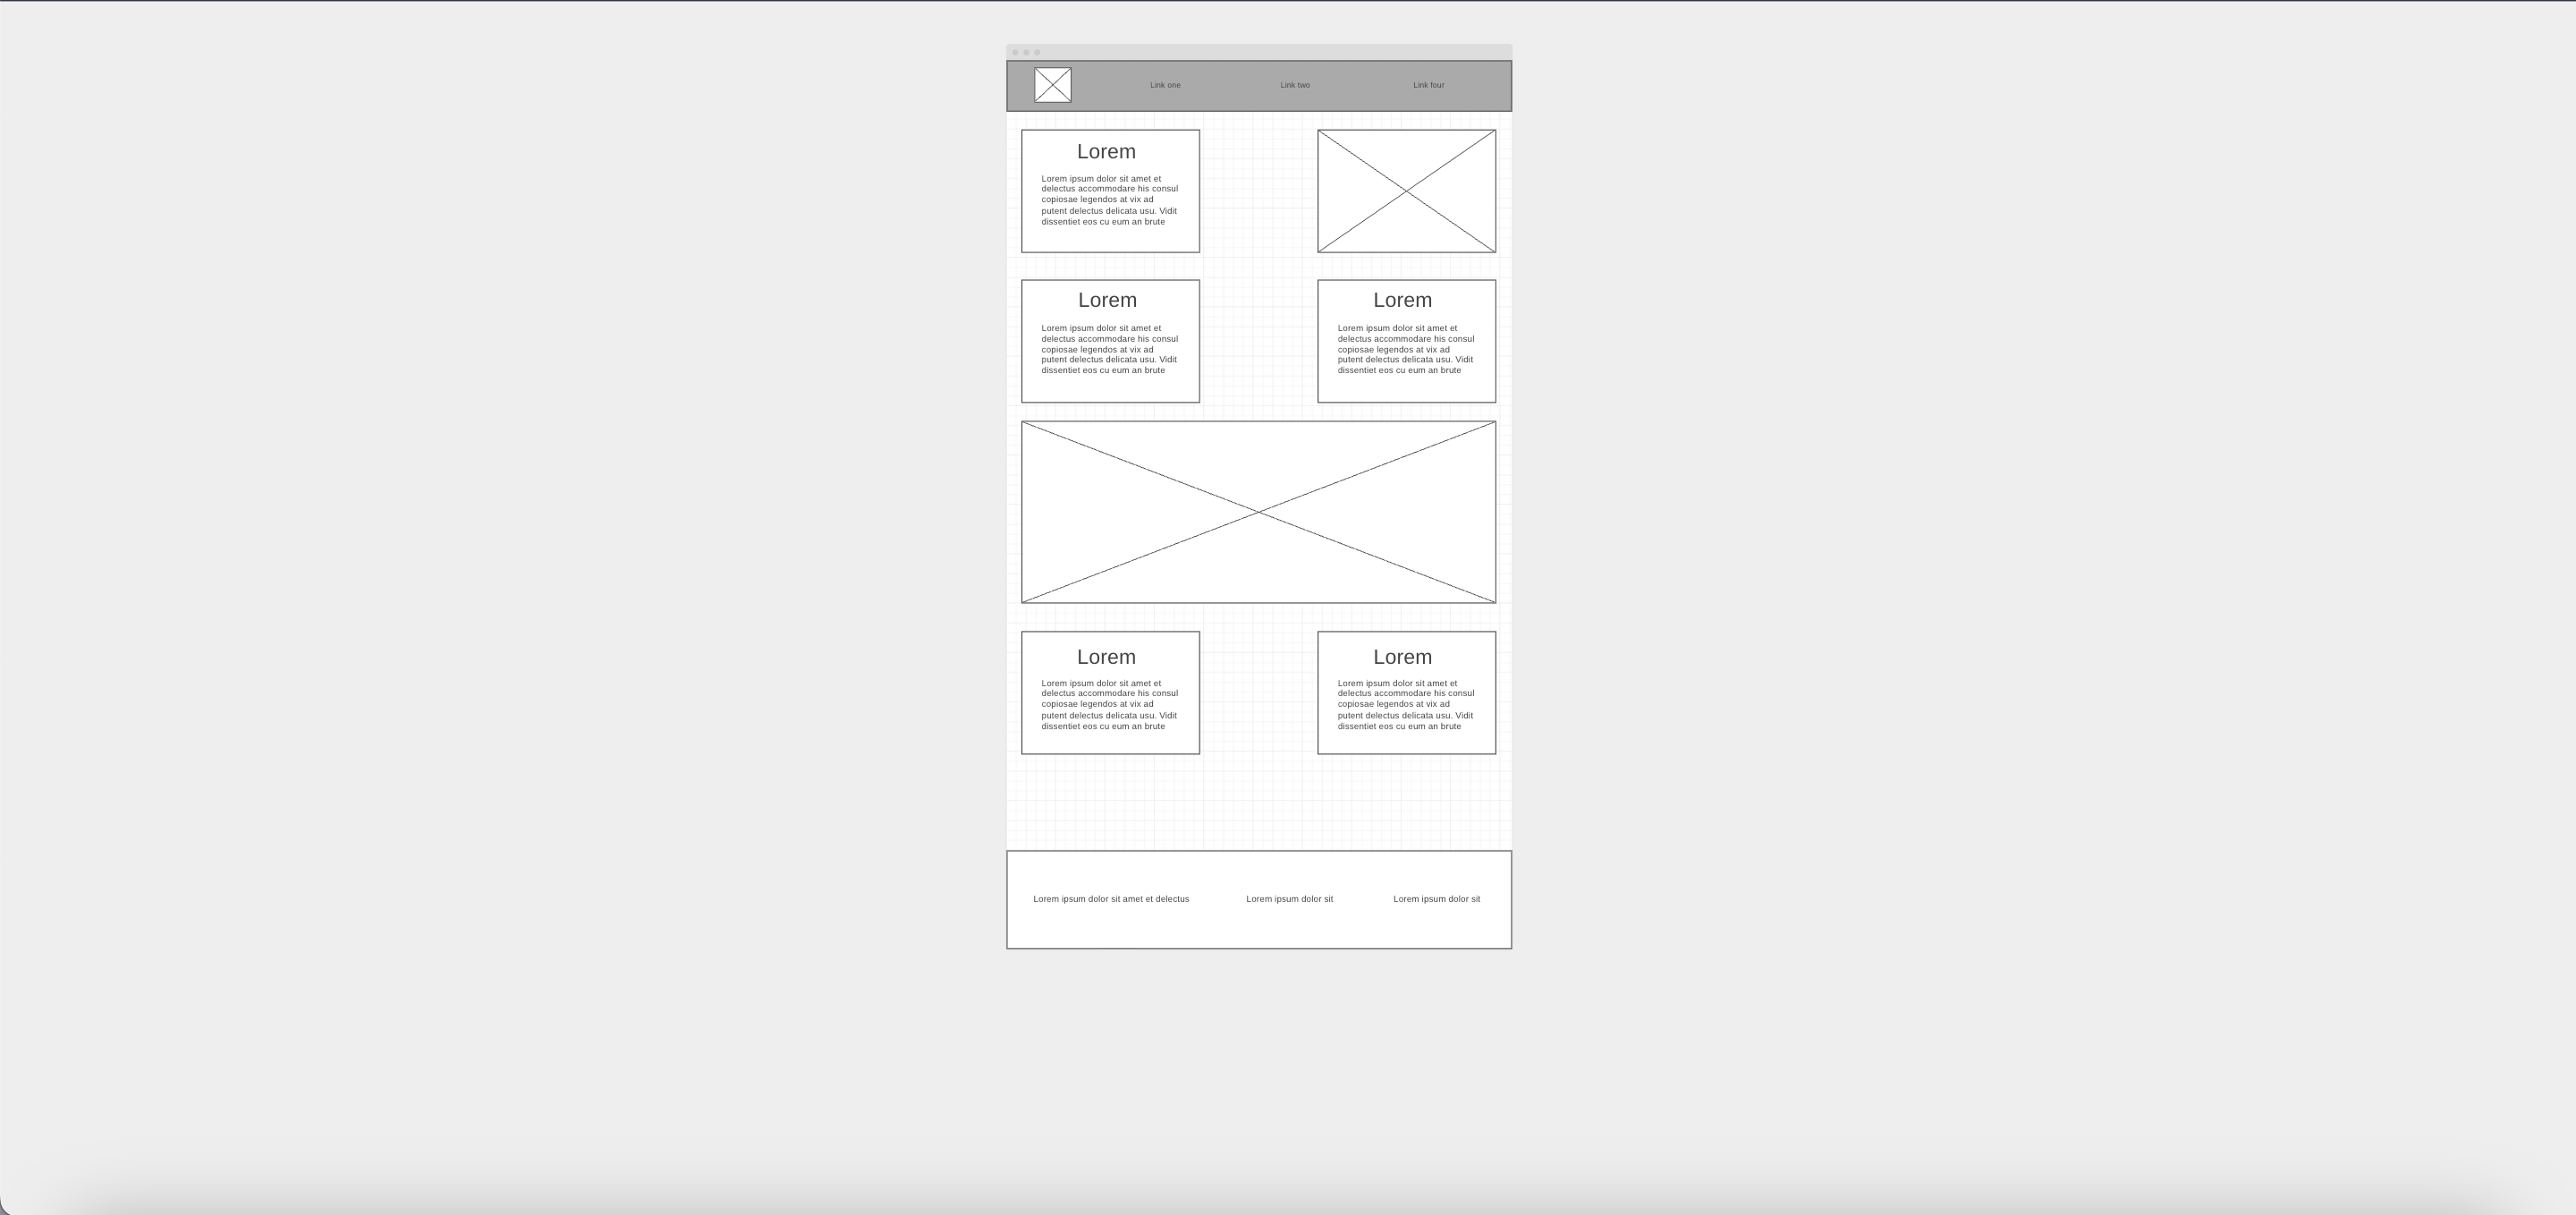 Link one
Link two
Link four
Lorem
Lorem ipsum dolor sit amet et
delectus accommodare his consul
copiosae legendos at vix ad
putent delectus delicata usu. Vidit
dissentiet eos cu eum an brute
Lorem
Lorem ipsum dolor sit amet et
delectus accommodare his consul
copiosae legendos at vix ad
putent delectus delicata usu. Vidit
dissentiet eos cu eum an brute
Lorem
Lorem ipsum dolor sit amet et
delectus accommodare his consul
copiosae legendos at vix ad
putent delectus delicata usu. Vidit
dissentiet eos cu eum an brute
Lorem
Lorem ipsum dolor sit amet et
delectus accommodare his consul
copiosae legendos at vix ad
putent delectus delicata usu. Vidit
dissentiet eos cu eum an brute
Lorem
Lorem ipsum dolor sit amet et
delectus accommodare his consul
copiosae legendos at vix ad
putent delectus delicata usu. Vidit
dissentiet eos cu eum an brute
Lorem ipsum dolor sit amet et delectus
Lorem ipsum dolor sit
Lorem ipsum dolor sit